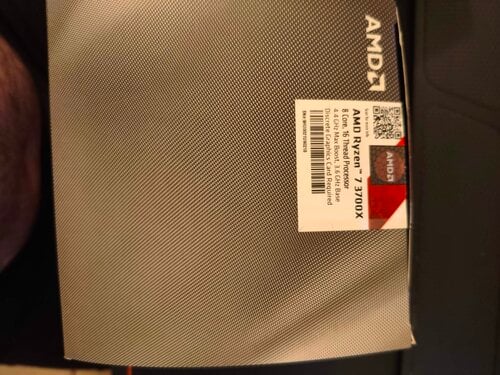 AMD
AMD
AMD Ryzen™ 7 3700X
8 Core, 16 Thread Processor
4.4 GHz Max Boost, 3.6 GHz Base
Discrete Graphics Card Required